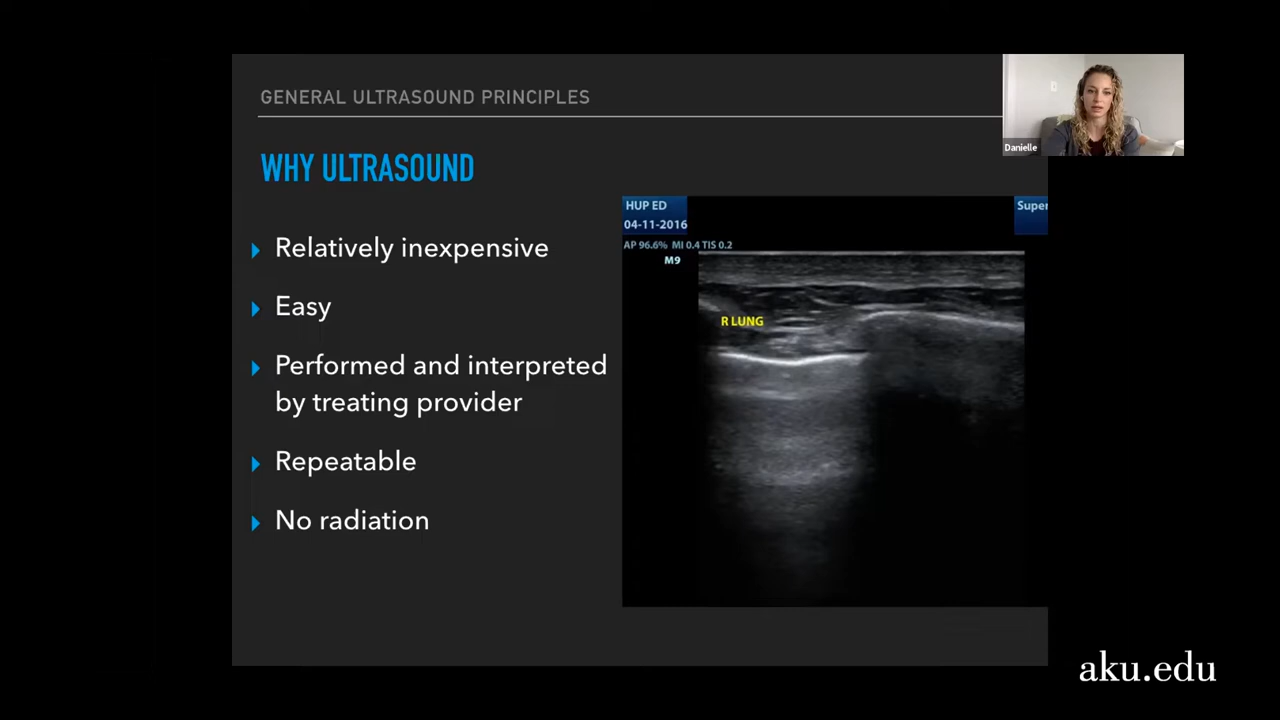 GENERAL ULTRASOUND PRINCIPLES
Danielle
WHY ULTRASOUND
Relatively inexpensive
Easy
Performed and interpreted
by treating provider
Repeatable
No radiation
HUP ED
04-11-2016
Super
AP 96.6% MI 0.4 TIS 0.2
M9
R LUNG
aku.edu